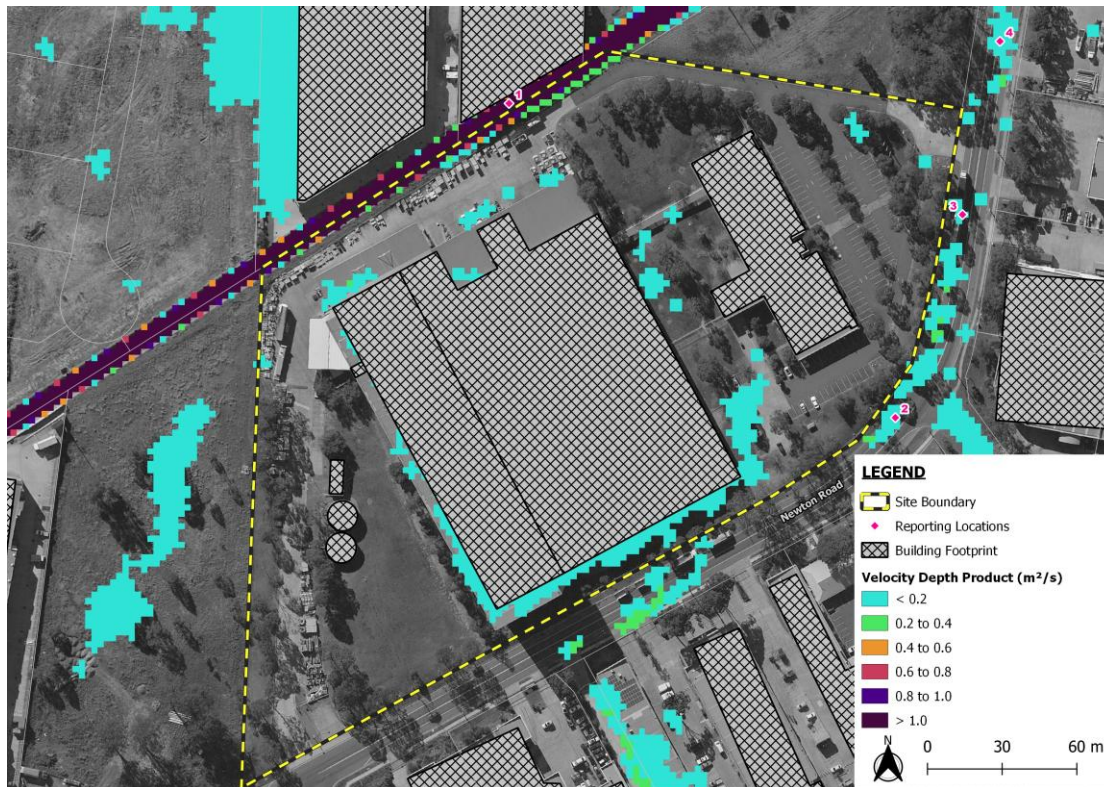 4
1
3
2
Newton Road
LEGEND
Site Boundary
Reporting Locations
Building Footprint
Velocity Depth Product (m²/s)
< 0.2
0.2 to 0.4
0.4 to 0.6
0.6 to 0.8
0.8 to 1.0
> 1.0
N
0 30 60 m